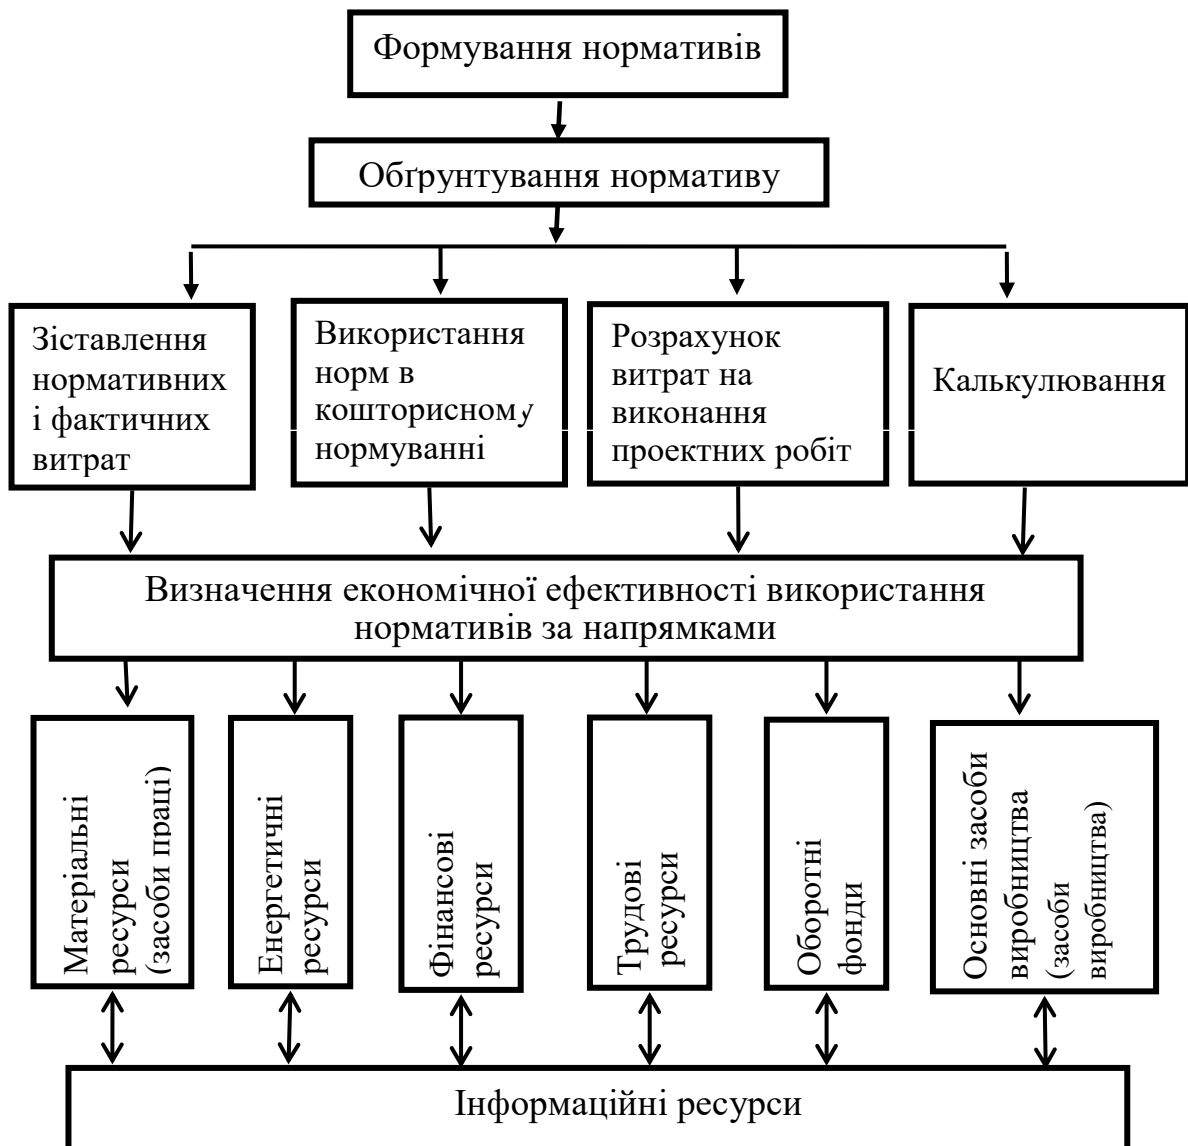 Формування нормативів
Обґрунтування нормативу
Зіставлення
нормативних
і фактичних
витрат
Використання
норм в
кошторисному
нормуванні
Розрахунок
витрат на
виконання
проектних робіт
Калькулювання
Визначення економічної ефективності використання
нормативів за напрямками
Матеріальні
ресурси
(засоби праці)
Енергетичні
ресурси
Фінансові
ресурси
Трудові
ресурси
Оборотні
фонди
Основні засоби
виробництва
(засоби
виробництва)
Інформаційні ресурси